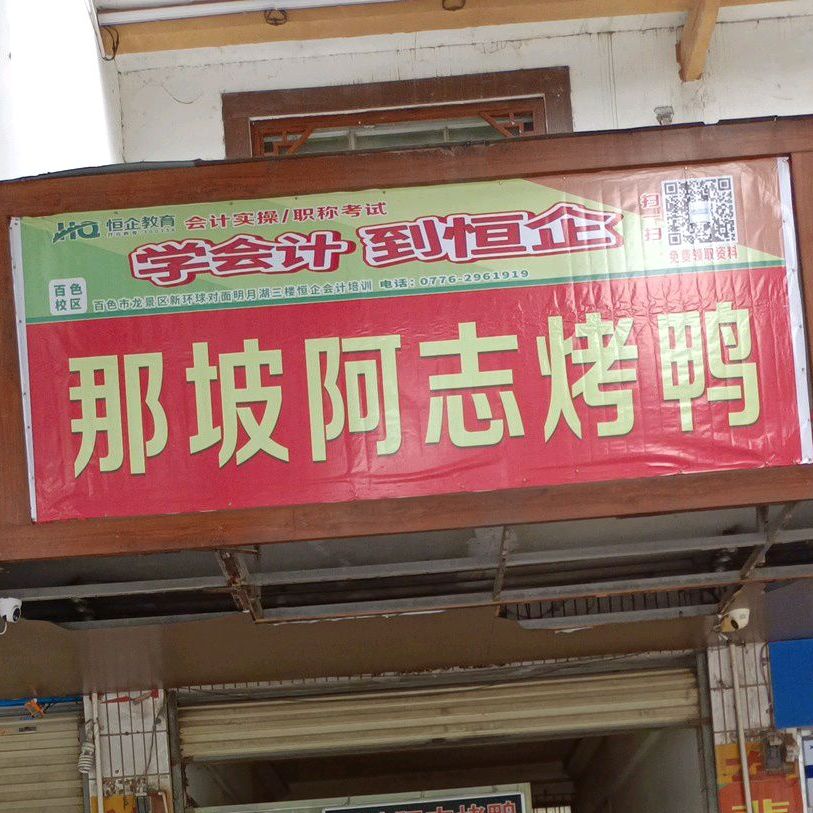 恒企教育 会计实操/职称考试
学会计 到恒企
扫一扫
免费领取资料
百色校区
百色市龙景区新环球对面明月湖三楼恒企会计培训 电话：0776-2961919
那坡阿志烤鸭
烤鸭